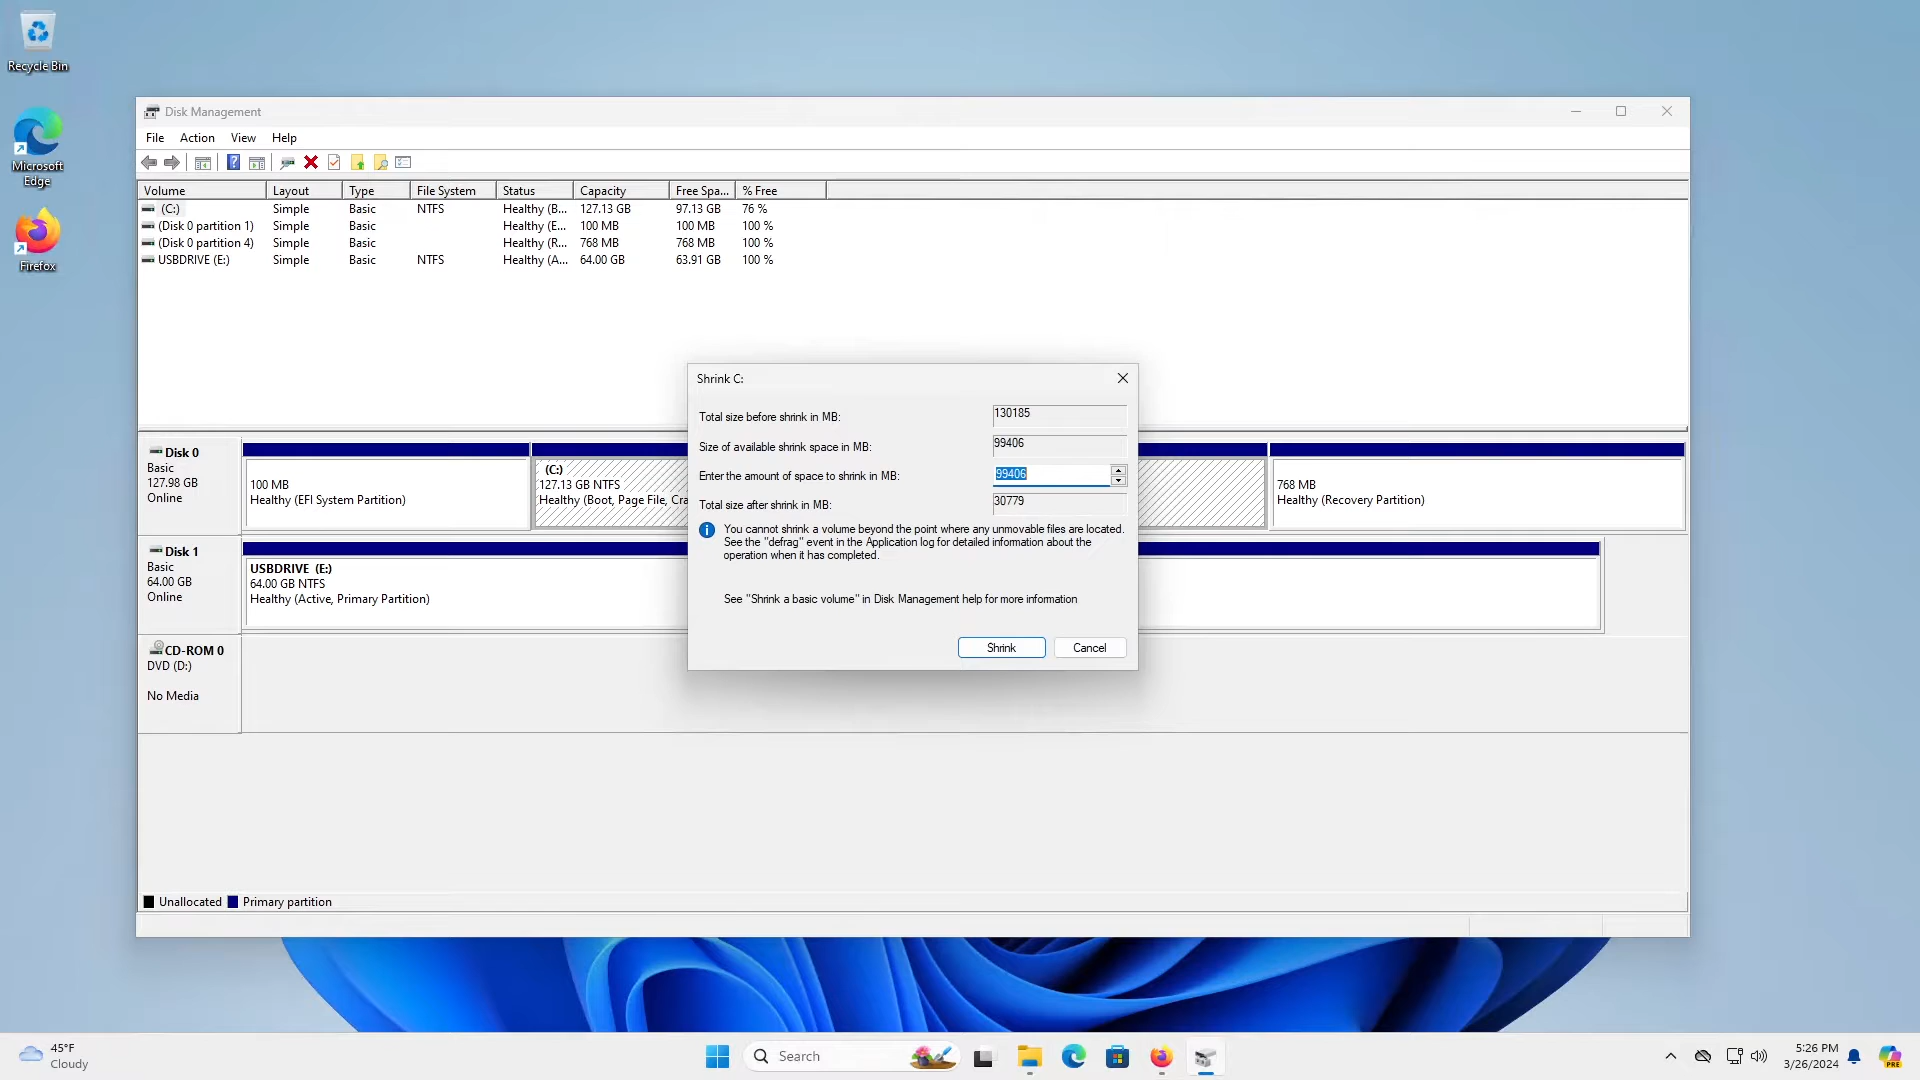 Recycle Bin
Microsoft
Edge
Firefox
Disk Management
File Action View Help
Volume Layout Type File System Status Capacity Free Spa... % Free
(C:) Simple Basic NTFS Healthy (B... 127.13 GB 97.13 GB 76 %
(Disk 0 partition 1) Simple Basic Healthy (E... 100 MB 100 MB 100 %
(Disk 0 partition 4) Simple Basic Healthy (R... 768 MB 768 MB 100 %
USBDRIVE (E:) Simple Basic NTFS Healthy (A... 64.00 GB 63.91 GB 100 %
Disk 0
Basic
127.98 GB
Online
100 MB
Healthy (EFI System Partition)
(C:)
127.13 GB NTFS
Healthy (Boot, Page File, Cra
768 MB
Healthy (Recovery Partition)
Disk 1
Basic
64.00 GB
Online
USBDRIVE (E:)
64.00 GB NTFS
Healthy (Active, Primary Partition)
CD-ROM 0
DVD (D:)
No Media
Shrink C:
Total size before shrink in MB: 130185
Size of available shrink space in MB: 99406
Enter the amount of space to shrink in MB: 99406
Total size after shrink in MB: 30779
You cannot shrink a volume beyond the point where any unmovable files are located.
See the "defrag" event in the Application log for detailed information about the
operation when it has completed.
See "Shrink a basic volume" in Disk Management help for more information
Shrink Cancel
Unallocated Primary partition
45°F
Cloudy
Search
5:26 PM
3/26/2024
PRE